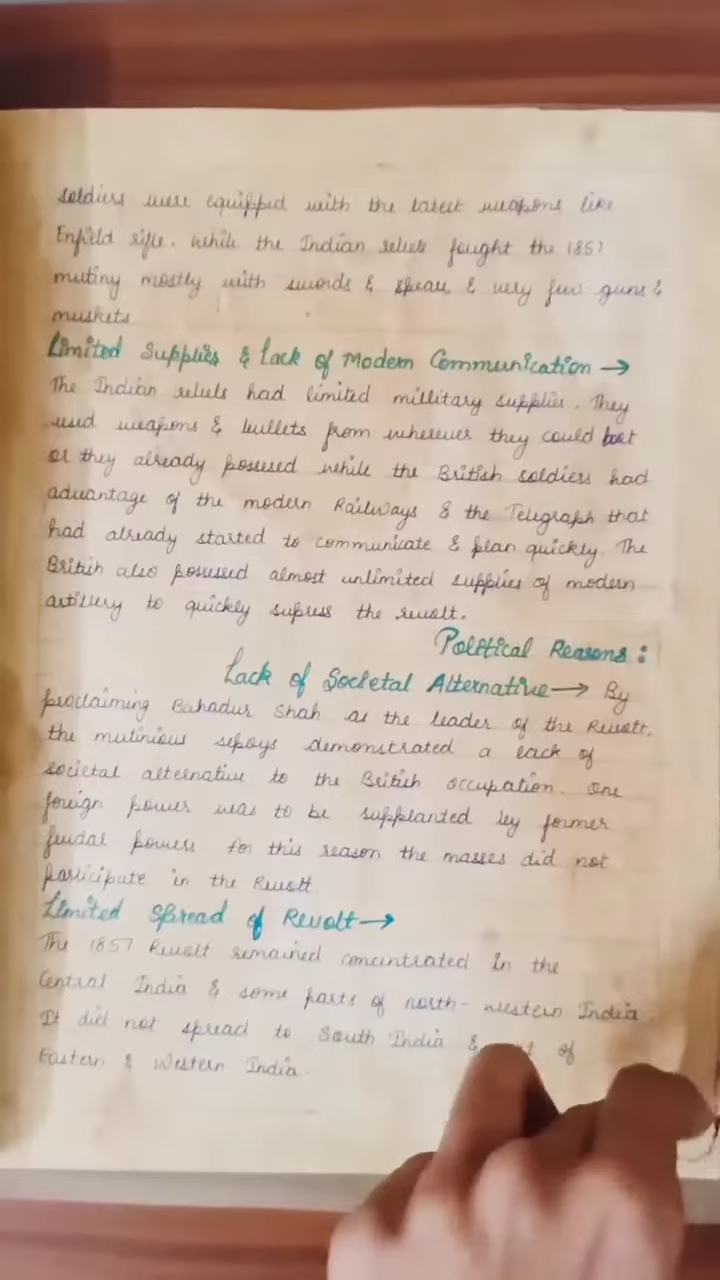 soldiers were equipped with the latest weapons like
Enfield rifle. while the Indian rebels fought the 1857
mutiny mostly with swords & spears & very few guns &
muskets
Limited Supplies & Lack of Modern Communication →
The Indian rebels had limited millitary supplies. They
used weapons & bullets from wherever they could
or they already possesed while the British soldiers had
advantage of the modern Railways & the Telegraph that
had already started to communicate & plan quickly. The
British also possessed almost unlimited supplies of modern
artillery to quickly supress the revolt.
Political Reasons :
Lack of Societal Alternative → By
proclaiming Bahadur Shah as the leader of the Revolt,
the mutinious sepoys demonstrated a lack of
societal alternative to the British occupation. One
foreign power was to be supplanted by former
feudal powers for this reason the masses did not
participate in the Revolt
Limited Spread of Revolt →
The 1857 Revolt remained concentrated in the
Central India & some parts of north-western India.
It did not spread to South India & of
Eastern & Western India.